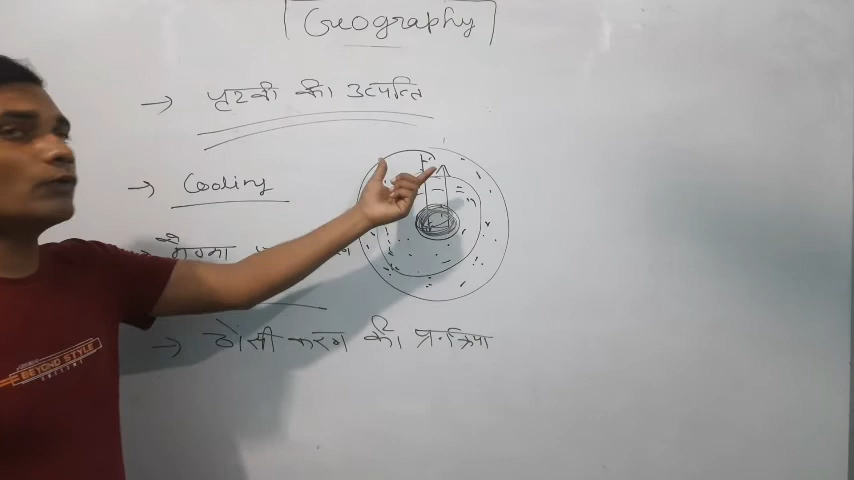 Geography
→ पृथ्वी की उत्पत्ति
→ Cooling
→ ठोसीकरण की प्रक्रिया
BEYOND STYLE